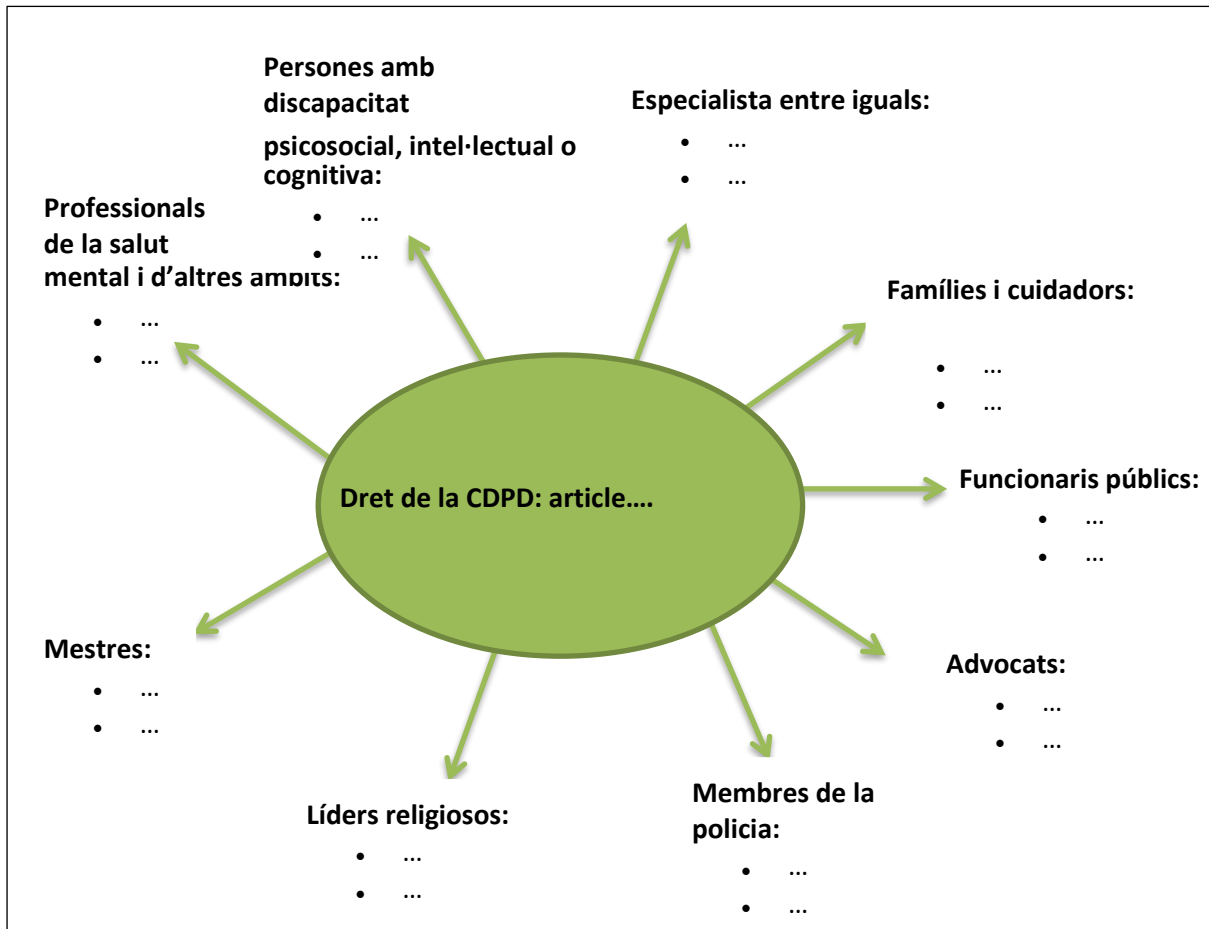 Persones amb
discapacitat
psicosocial, intel·lectual o
cognitiva:
• ...
• ...
Especialista entre iguals:
• ...
• ...
Professionals
de la salut
mental i d'altres àmbits:
• ...
• ...
Famílies i cuidadors:
• ...
• ...
Dret de la CDPD: article....
Funcionaris públics:
• ...
• ...
Mestres:
• ...
• ...
Advocats:
• ...
• ...
Líders religiosos:
• ...
• ...
Membres de la
policia:
• ...
• ...